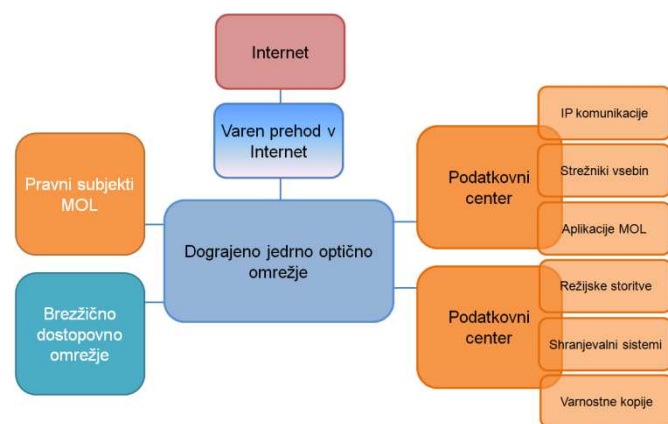 Internet
Varen prehod v
Internet
Pravni subjekti
MOL
Dograjeno jedrno optično
omrežje
Brezžično
dostopovno
omrežje
Podatkovni
center
IP komunikacije
Strežniki vsebin
Aplikacije MOL
Podatkovni
center
Režijske storitve
Shranjevalni sistemi
Varnostne kopije